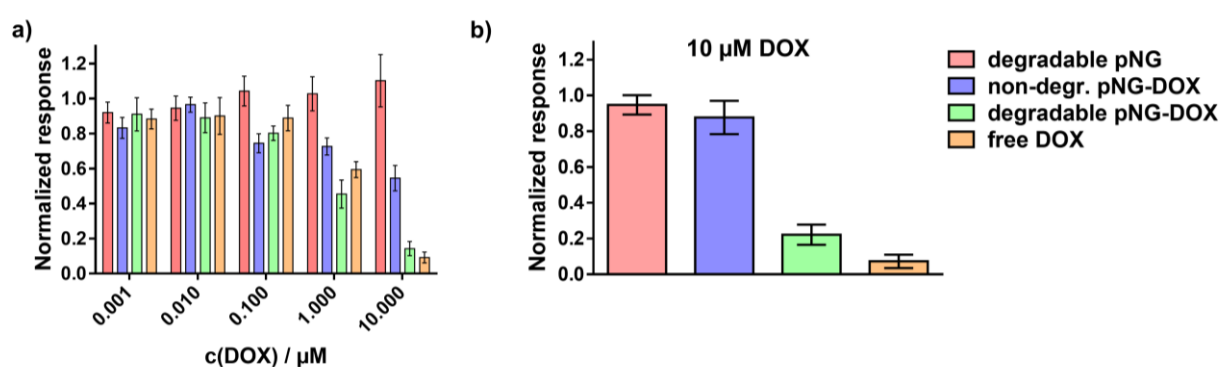 a)
Normalized response
1.2
1.0
0.8
0.6
0.4
0.2
0.0
0.001
0.010
0.100
1.000
10.000
c(DOX) / μM
b)
10 μM DOX
Normalized response
1.2
1.0
0.8
0.6
0.4
0.2
0.0
degradable pNG
non-degr. pNG-DOX
degradable pNG-DOX
free DOX